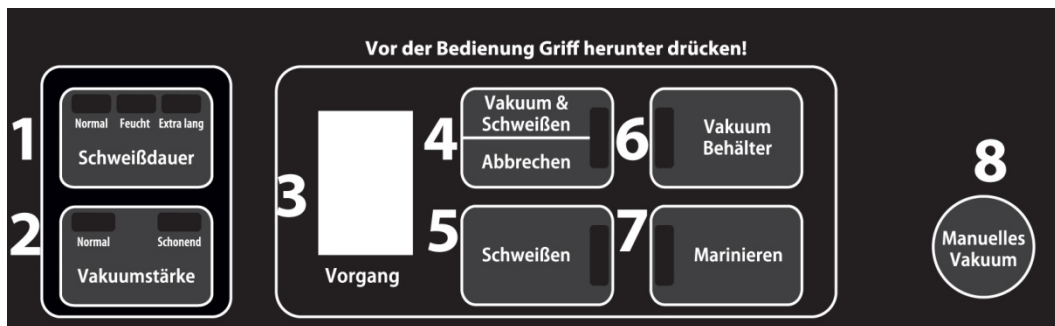 Vor der Bedienung Griff herunter drücken!
1
Normal Feucht Extra lang
Schweißdauer
2
Normal Schonend
Vakuumstärke
3
Vorgang
4
Vakuum &
Schweißen
Abbrechen
5
Schweißen
6
Vakuum
Behälter
7
Marinieren
8
Manuelles
Vakuum